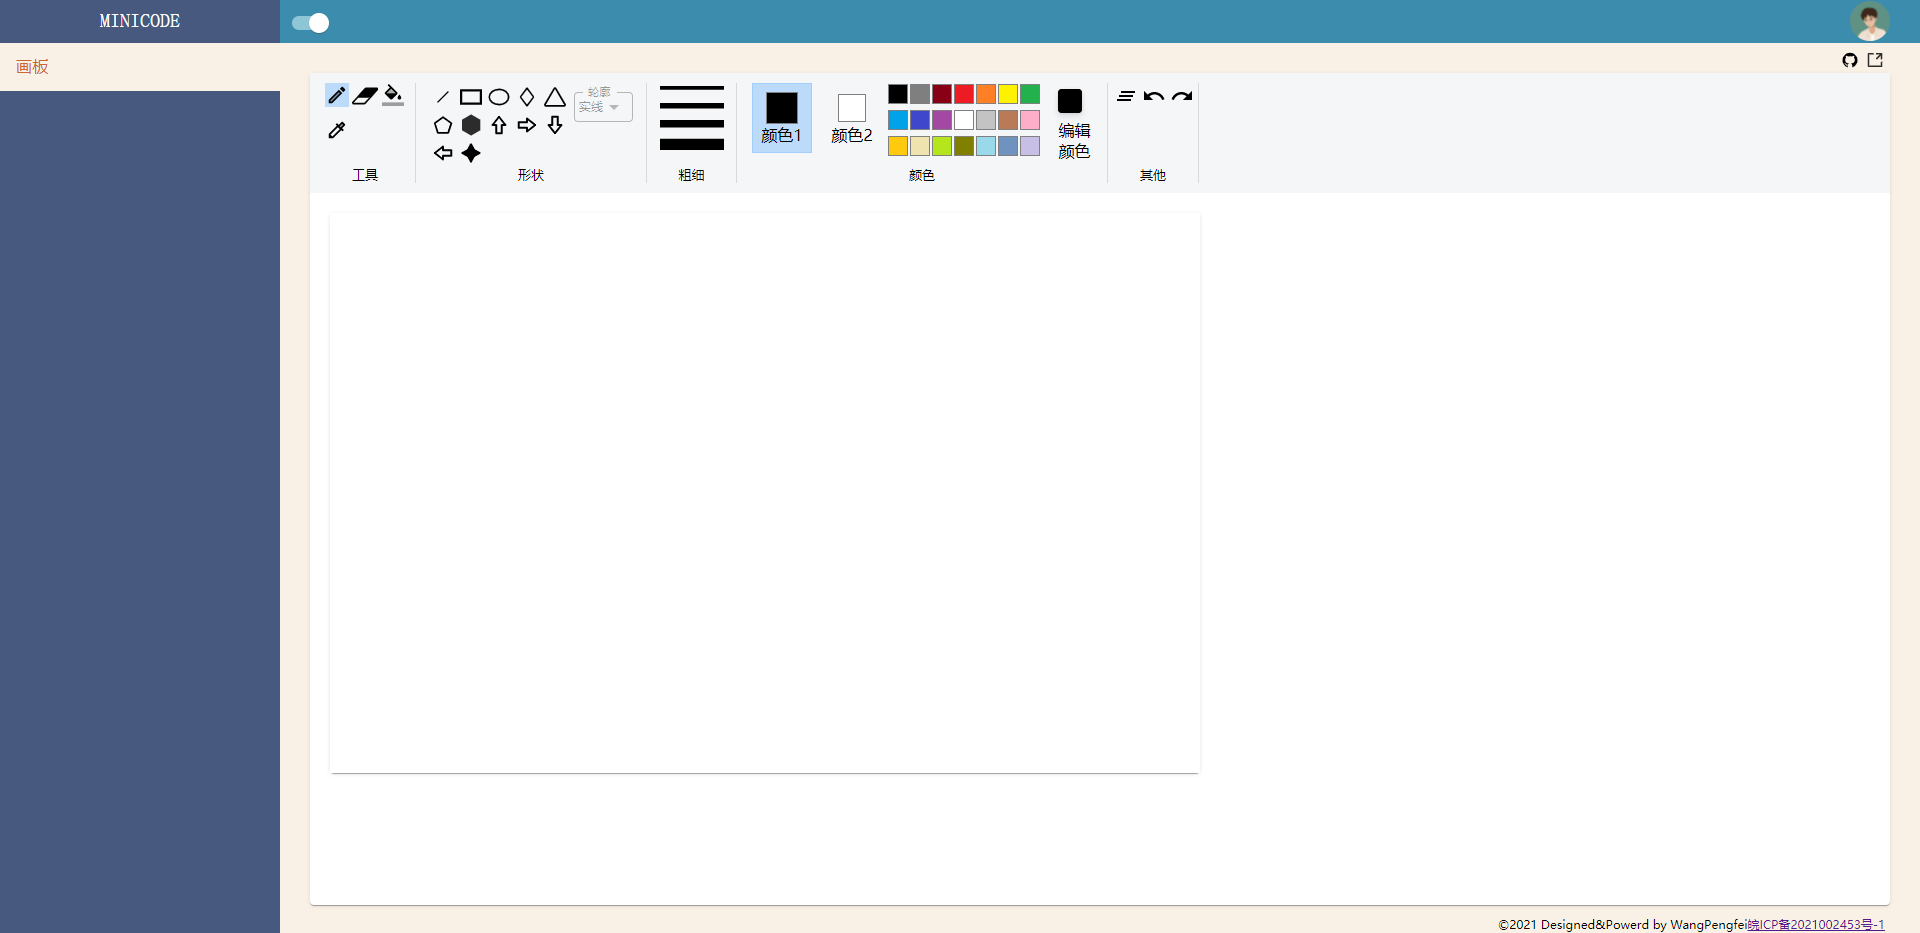 MINICODE
画板
轮廓
实线
颜色1
颜色2
编辑
颜色
工具
形状
粗细
颜色
其他
©2021 Designed&Powerd by WangPengfei皖ICP备2021002453号-1